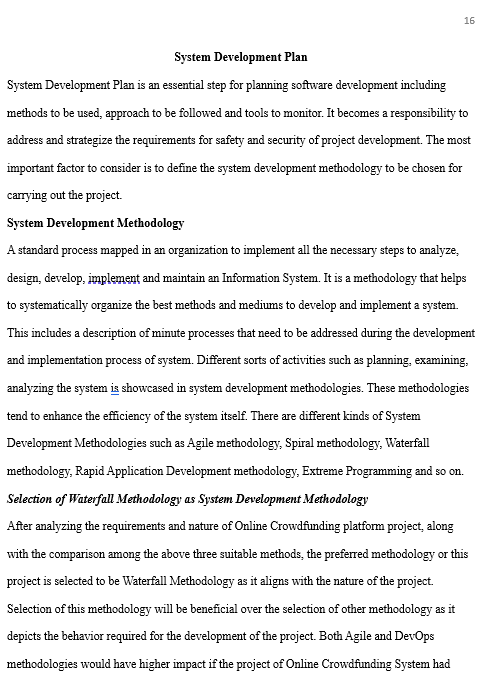 16
System Development Plan
System Development Plan is an essential step for planning software development including
methods to be used, approach to be followed and tools to monitor. It becomes a responsibility to
address and strategize the requirements for safety and security of project development. The most
important factor to consider is to define the system development methodology to be chosen for
carrying out the project.
System Development Methodology
A standard process mapped in an organization to implement all the necessary steps to analyze,
design, develop, implement and maintain an Information System. It is a methodology that helps
to systematically organize the best methods and mediums to develop and implement a system.
This includes a description of minute processes that need to be addressed during the development
and implementation process of system. Different sorts of activities such as planning, examining,
analyzing the system is showcased in system development methodologies. These methodologies
tend to enhance the efficiency of the system itself. There are different kinds of System
Development Methodologies such as Agile methodology, Spiral methodology, Waterfall
methodology, Rapid Application Development methodology, Extreme Programming and so on.
Selection of Waterfall Methodology as System Development Methodology
After analyzing the requirements and nature of Online Crowdfunding platform project, along
with the comparison among the above three suitable methods, the preferred methodology or this
project is selected to be Waterfall Methodology as it aligns with the nature of the project.
Selection of this methodology will be beneficial over the selection of other methodology as it
depicts the behavior required for the development of the project. Both Agile and DevOps
methodologies would have higher impact if the project of Online Crowdfunding System had